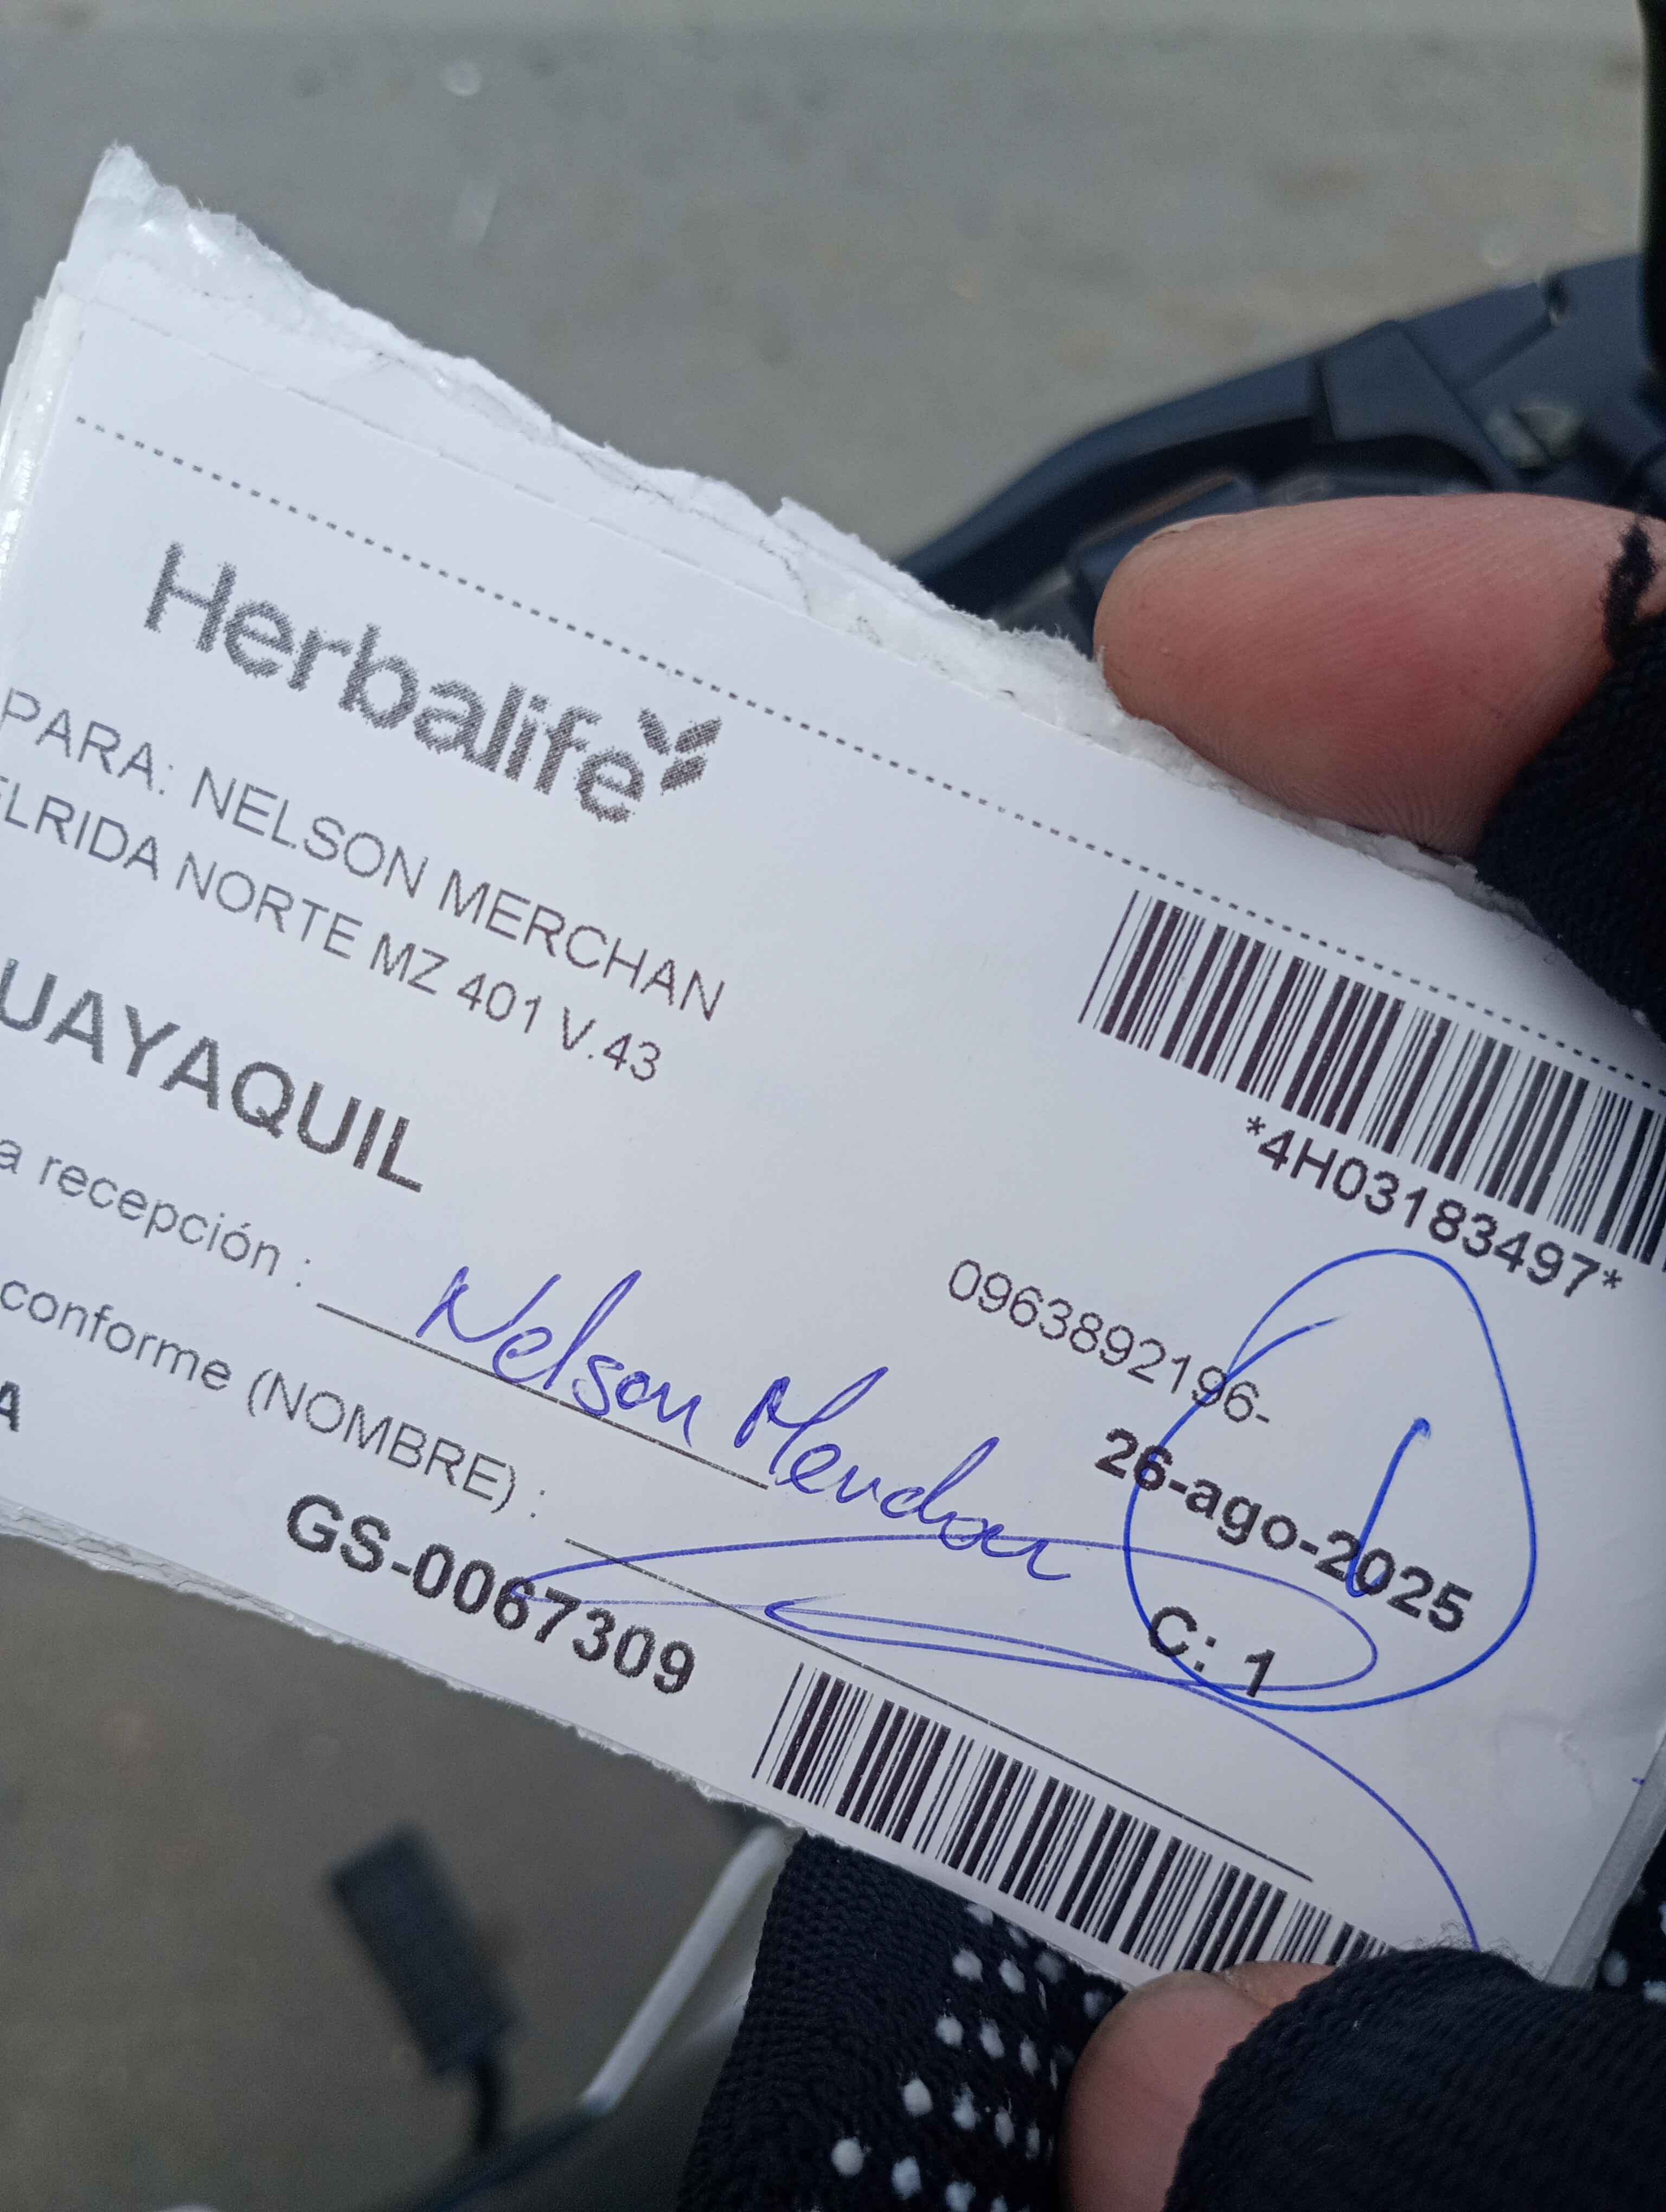 Herbalife
PARA: NELSON MERCHAN
ELRIDA NORTE MZ 401 V.43
UAYAQUIL
*4H03183497*
0963892196-
a recepción : Nelson Merchan
26-ago-2025
conforme (NOMBRE) :
C: 1
A
GS-0067309